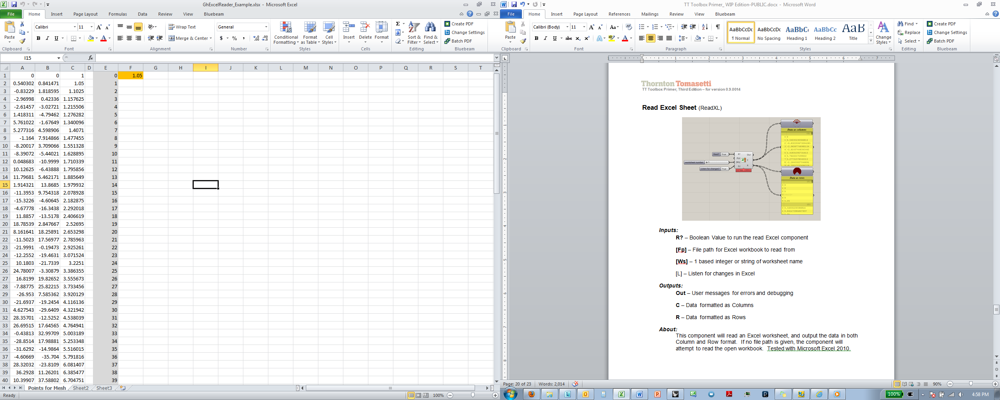 GhExcelReader_Example.xlsx - Microsoft Excel
File Home Insert Page Layout Formulas Data Review View Bluebeam
Paste
Calibri 11
B I U
Wrap Text
Merge & Center
General
$ % ,
Conditional Formatting
Format as Table
Cell Styles
Insert Delete Format
Sort & Filter
Find & Select
Create PDF
Change Settings
Batch PDF
Clipboard Font Alignment Number Styles Cells Editing Bluebeam
I15 fx
A B C D E F G H I J K L M N O P Q R S T
1 0 0 1 0 1.05
2 0.540302 0.841471 1.05 1
3 -0.83229 1.818595 1.1025 2
4 -2.96998 0.42336 1.157625 3
5 -2.61457 -3.02721 1.215506 4
6 1.418311 -4.79462 1.276282 5
7 5.761022 -1.67649 1.340096 6
8 5.277316 4.598906 1.4071 7
9 -1.164 7.914866 1.477455 8
10 -8.20017 3.709066 1.551328 9
11 -8.39072 -5.44021 1.628895 10
12 0.048683 -10.9999 1.710339 11
13 10.12625 -6.43888 1.795856 12
14 11.79681 5.462171 1.885649 13
15 1.914321 13.8685 1.979932 14
16 -11.3953 9.754318 2.078928 15
17 -15.3226 -4.60645 2.182875 16
18 -4.67778 -16.3438 2.292018 17
19 11.8857 -13.5178 2.406619 18
20 18.78539 2.847667 2.52695 19
21 8.161641 18.25891 2.653298 20
22 -11.5023 17.56977 2.785963 21
23 -21.9991 -0.19473 2.925261 22
24 -12.2552 -19.4631 3.071524 23
25 10.1803 -21.7339 3.2251 24
26 24.78007 -3.30879 3.386355 25
27 16.8199 19.82652 3.555673 26
28 -7.88775 25.82215 3.733456 27
29 -26.953 7.585362 3.920129 28
30 -21.6937 -19.2454 4.116136 29
31 4.627543 -29.6409 4.321942 30
32 28.35701 -12.5252 4.538039 31
33 26.69515 17.64565 4.764941 32
34 -0.43813 32.99709 5.003189 33
35 -28.8514 17.98881 5.253348 34
36 -31.6292 -14.9864 5.516015 35
37 -4.60669 -35.704 5.791816 36
38 28.32032 -23.8109 6.081407 37
39 36.2928 11.26201 6.385477 38
40 10.39907 37.58802 6.704751 39
Points for Mesh Sheet2 Sheet3
Ready 100%
TT Toolbox Primer_ WIP Edition-PUBLIC.docx - Microsoft Word
File Home Insert Page Layout References Mailings Review View Bluebeam
Paste
Calibri (Body) 11
B I U abc x₂ x²
AaBbCcDc AaBbCcDc AaBbC AaBbCc AaB
¶ Normal No Spacing Heading 1 Heading 2 Title
Change Styles
Find
Replace
Select
Create PDF
Change Settings
Batch PDF
Clipboard Font Paragraph Styles Editing Bluebeam
1 1 2 3 4 5 6 7
Thornton Tomasetti
TT Toolbox Primer, Third Edition – for version 0.9.0014
Read Excel Sheet (ReadXL)
Data as columns
Read? True
worksheet number 1
Listen for changes? True
R? [Fp] [Ws] [L] Out C R
Data as rows
Inputs:
R? – Boolean Value to run the read Excel component
[Fp] – File path for Excel workbook to read from
[Ws] – 1 based integer or string of worksheet name
[L] – Listen for changes in Excel
Outputs:
Out – User messages for errors and debugging
C – Data formatted as Columns
R – Data formatted as Rows
About:
This component will read an Excel worksheet, and output the data in both
Column and Row format. If no file path is given, the component will
attempt to read the open workbook. Tested with Microsoft Excel 2010.
Page: 20 of 23 Words: 2,014 90%
100% 4:58 PM